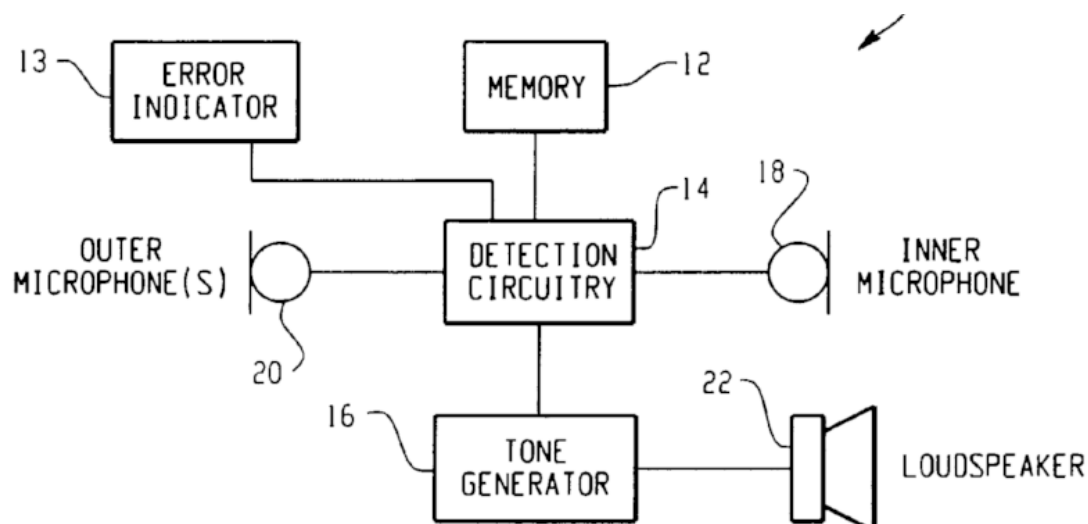 13
ERROR
INDICATOR
MEMORY
12
14
18
OUTER
MICROPHONE(S)
DETECTION
CIRCUITRY
INNER
MICROPHONE
20
16
TONE
GENERATOR
22
LOUDSPEAKER